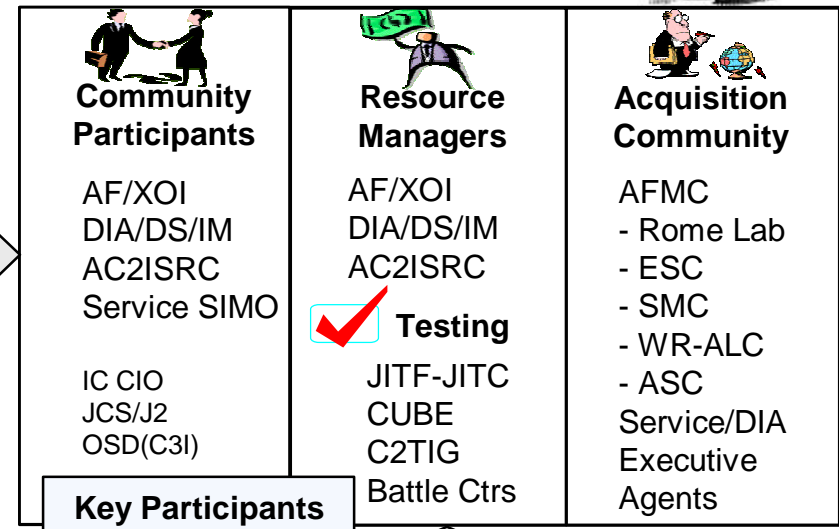 Community
Participants
AF/XOI
DIA/DS/IM
AC2ISRC
Service SIMO
IC CIO
JCS/J2
OSD(C3I)
Key Participants
Resource
Managers
AF/XOI
DIA/DS/IM
AC2ISRC
Testing
JITF-JITC
CUBE
C2TIG
Battle Ctrs
Acquisition
Community
AFMC
- Rome Lab
- ESC
- SMC
- WR-ALC
- ASC
Service/DIA
Executive
Agents